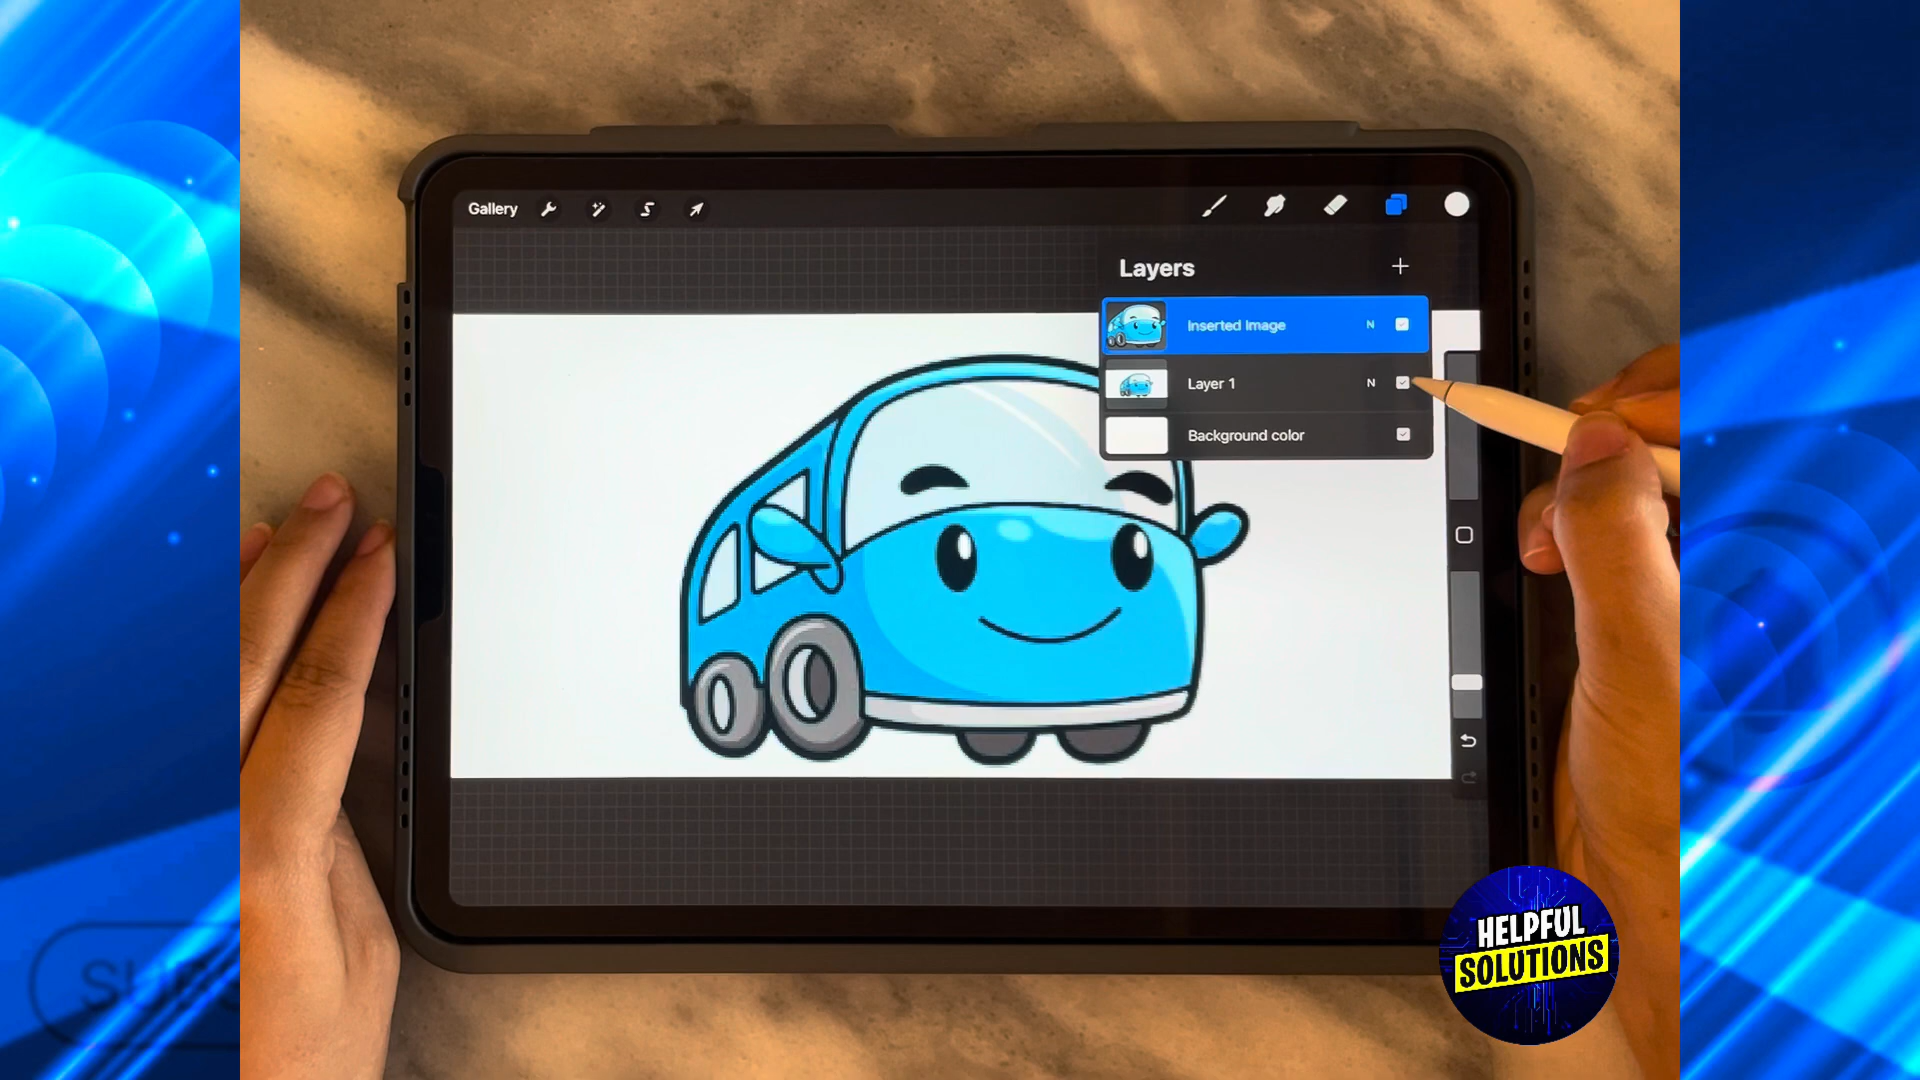 Gallery
Layers
Inserted Image N
Layer 1 N
Background color
HELPFUL
SOLUTIONS